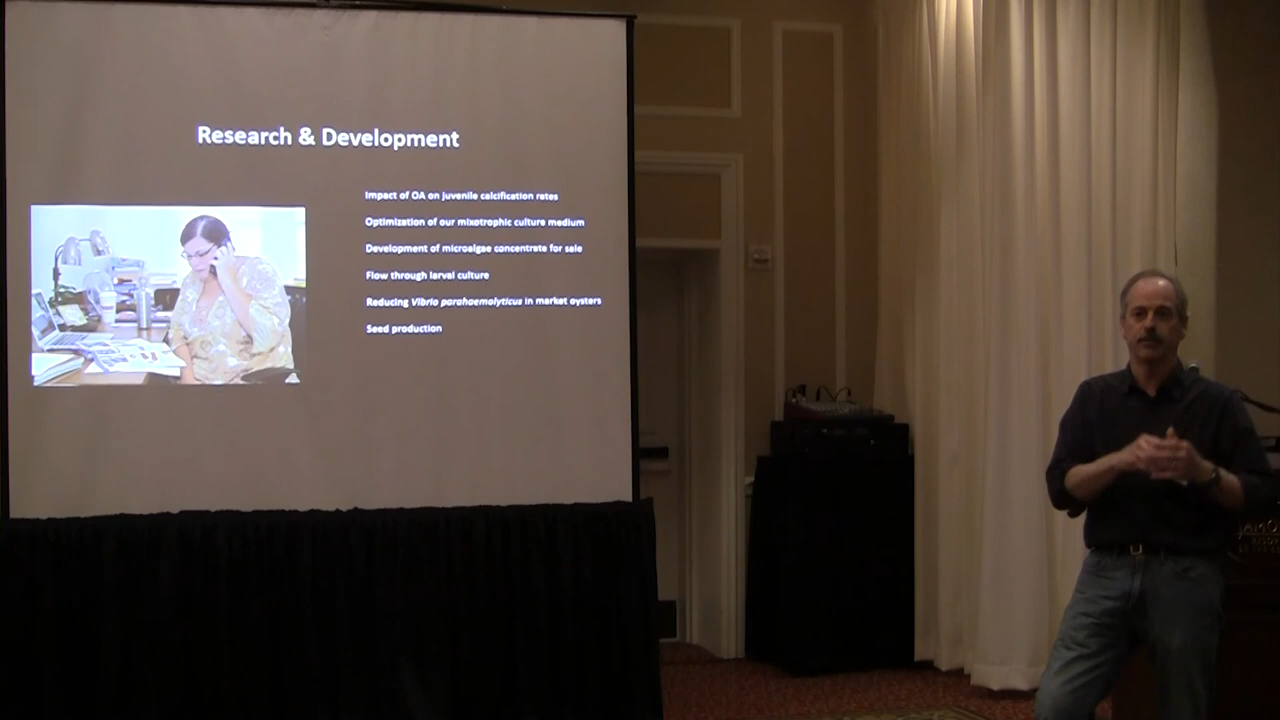 Research & Development
Impact of OA on juvenile calcification rates
Optimization of our mixotrophic culture medium
Development of microalgae concentrate for sale
Flow through larval culture
Reducing Vibrio parahaemolyticus in market oysters
Seed production